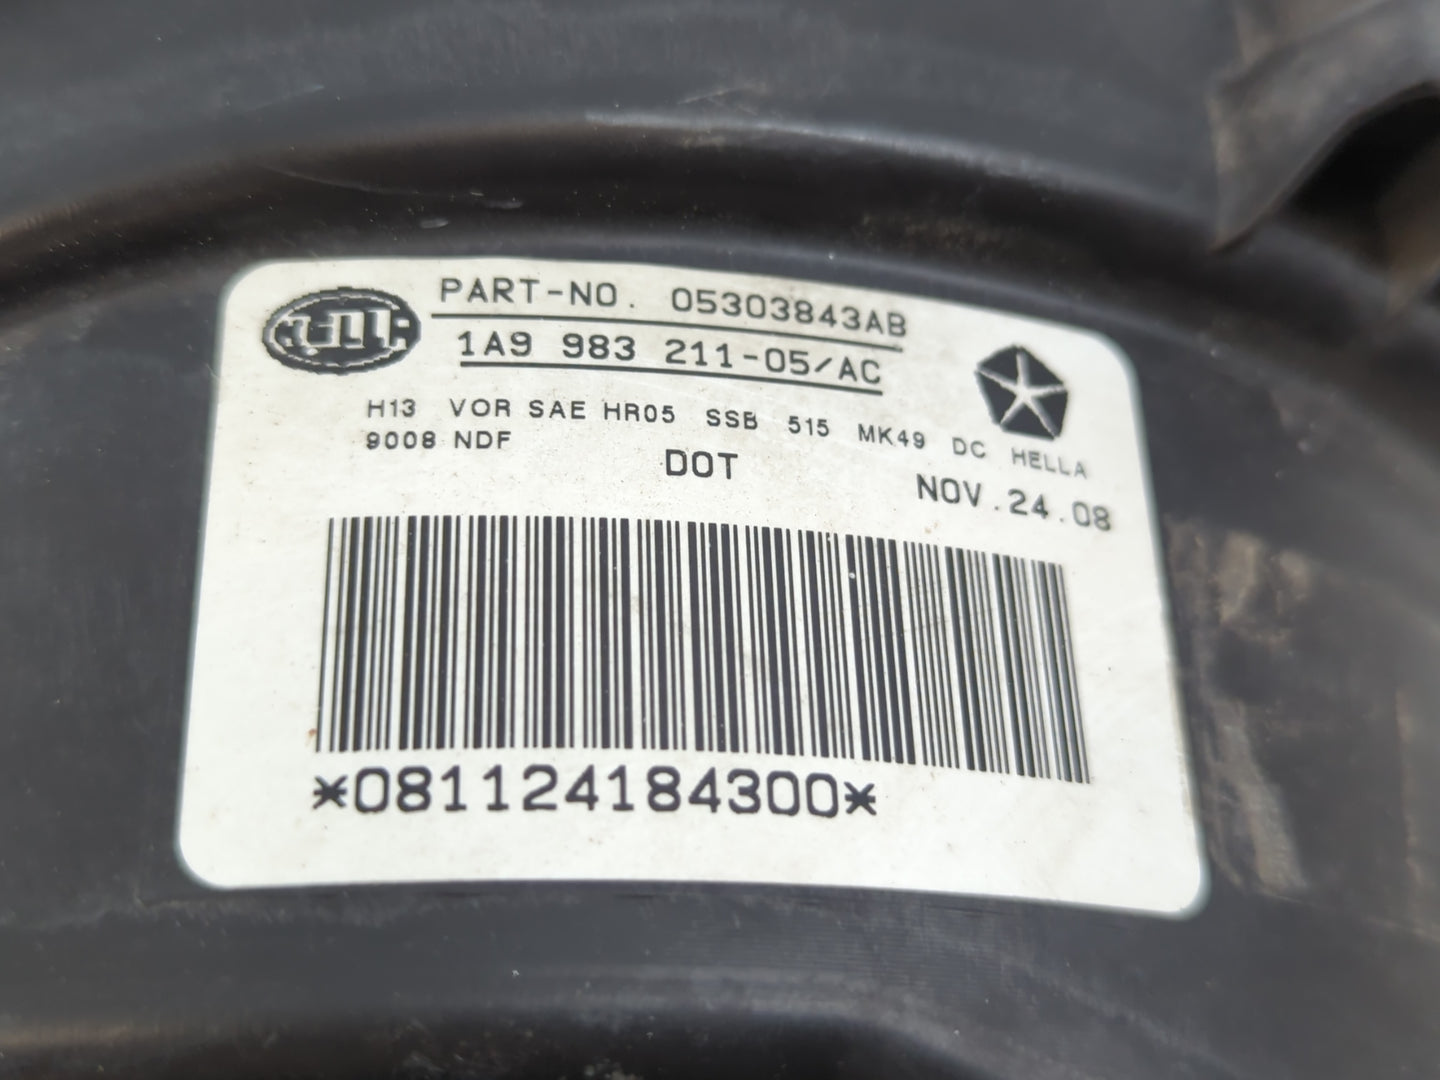 HELLA
PART-NO. 05303843AB
1A9 983 211-05/AC
H13 VOR SAE HR05 SSB 515 MK49 DC HELLA
9008 NDF
DOT
NOV.24.08
*081124184300*